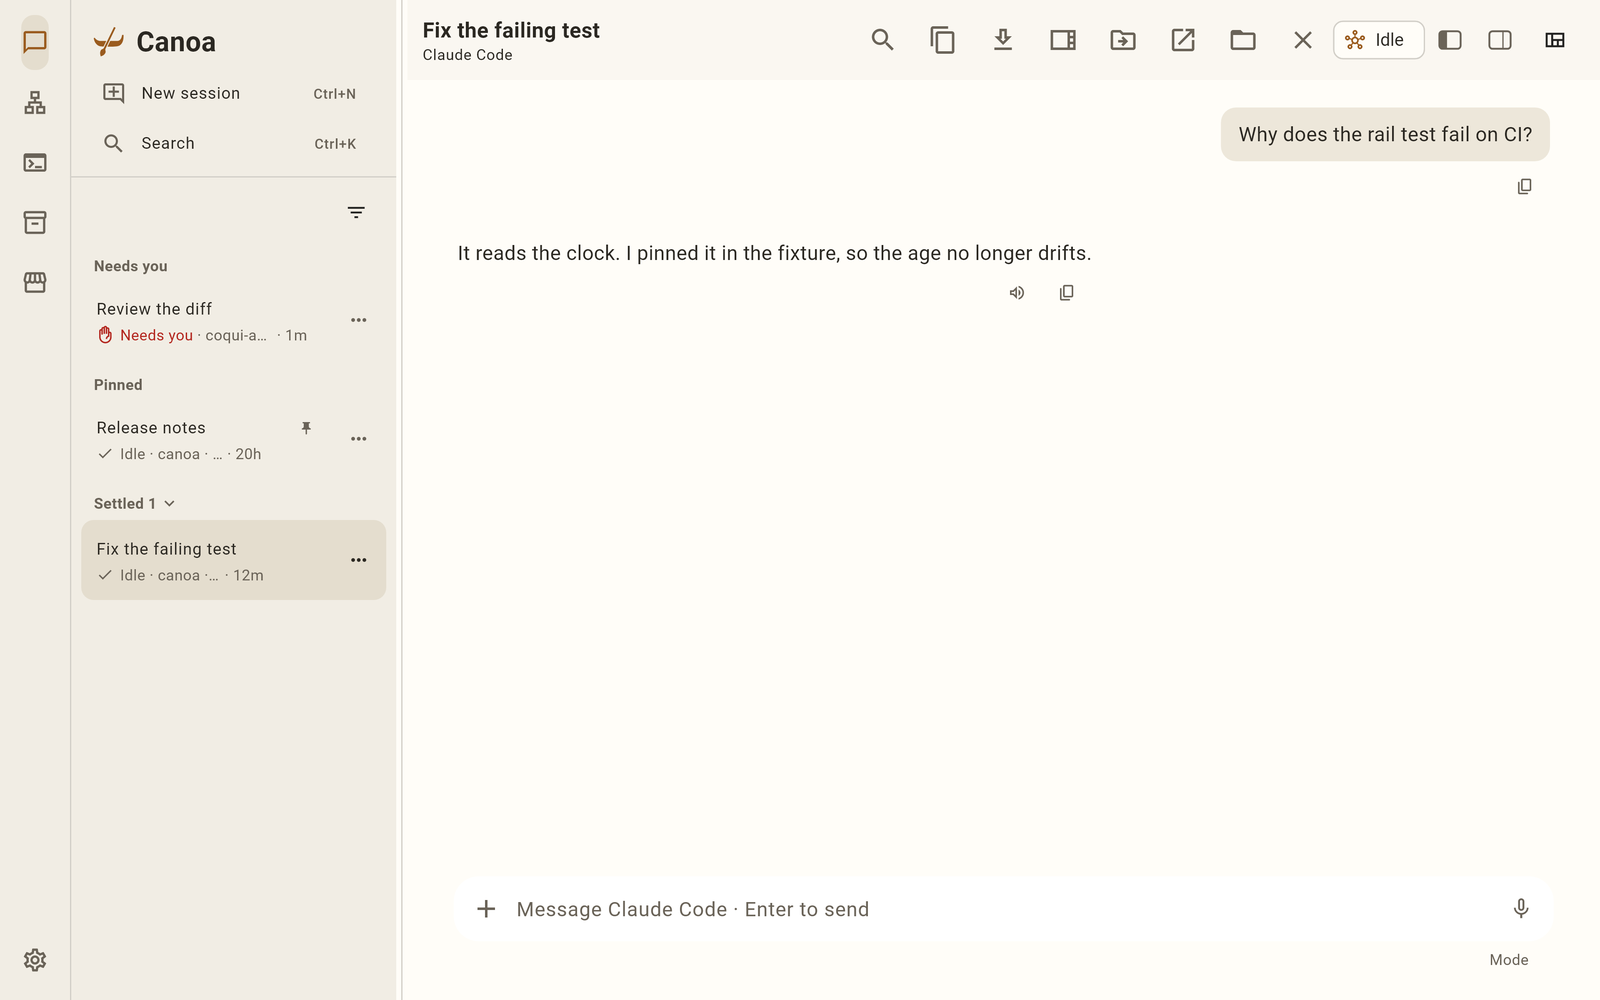 Canoa
New session Ctrl+N
Search Ctrl+K
Needs you
Review the diff
Needs you · coqui-a… · 1m
Pinned
Release notes
Idle · canoa · … · 20h
Settled 1
Fix the failing test
Idle · canoa ·… · 12m
Fix the failing test
Claude Code
Idle
Why does the rail test fail on CI?
It reads the clock. I pinned it in the fixture, so the age no longer drifts.
Message Claude Code · Enter to send
Mode